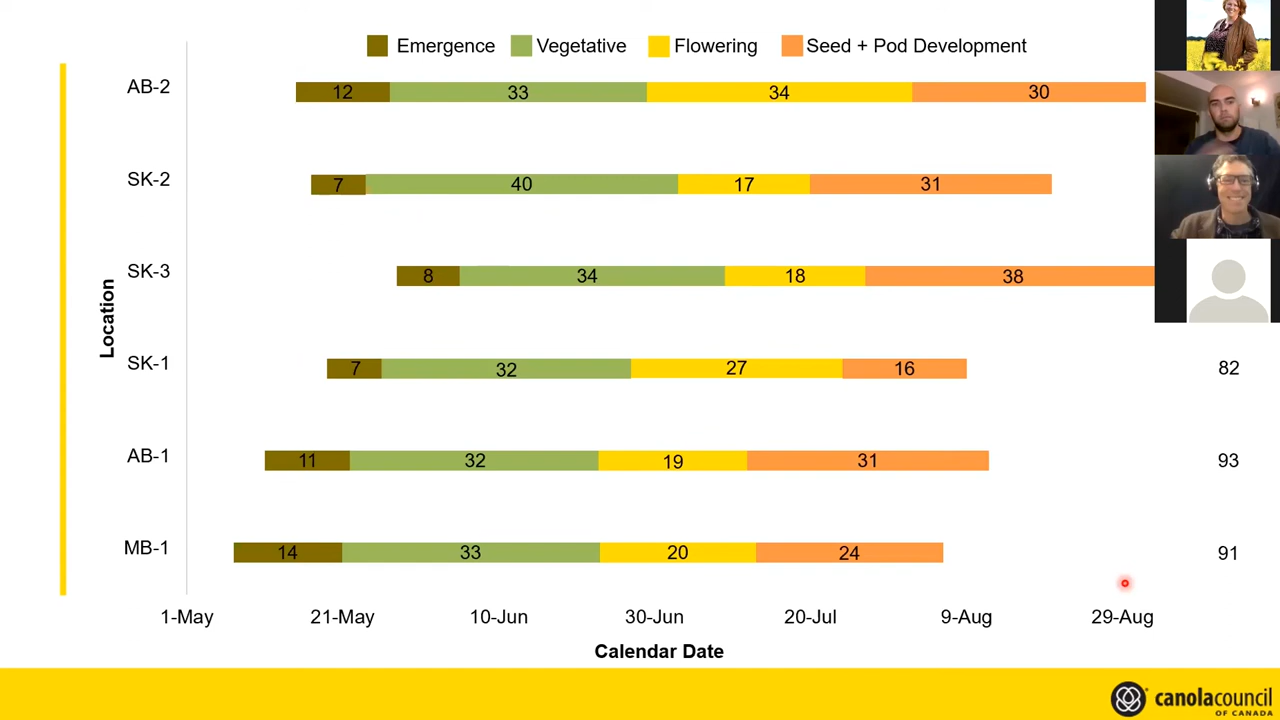 Emergence Vegetative Flowering Seed + Pod Development
AB-2 12 33 34 30
SK-2 7 40 17 31
SK-3 8 34 18 38
SK-1 7 32 27 16 82
AB-1 11 32 19 31 93
MB-1 14 33 20 24 91
Location
1-May 21-May 10-Jun 30-Jun 20-Jul 9-Aug 29-Aug
Calendar Date
canolacouncil
OF CANADA